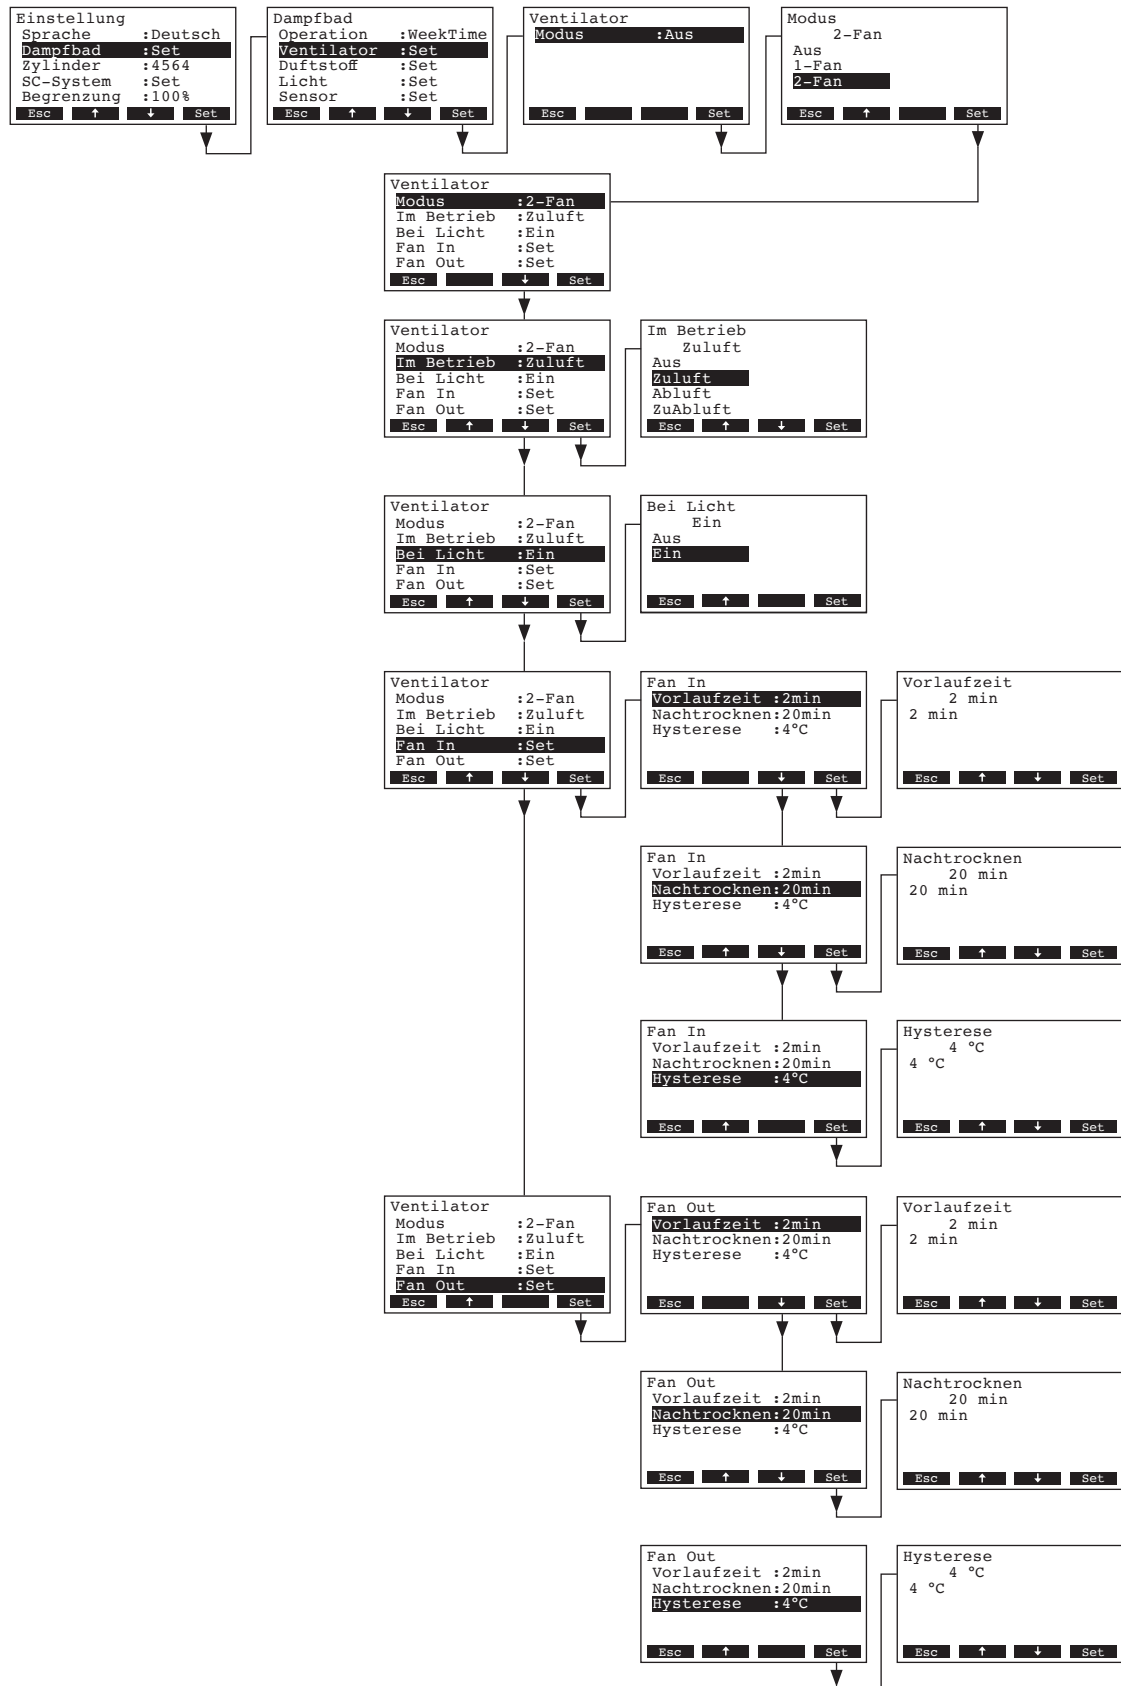 Einstellung
Sprache :Deutsch
Dampfbad :Set
Zylinder :4564
SC-System :Set
Begrenzung :100%
Esc ↑ ↓ Set
Dampfbad
Operation :WeekTime
Ventilator :Set
Duftstoff :Set
Licht :Set
Sensor :Set
Esc ↑ ↓ Set
Ventilator
Modus :Aus
Esc Set
Modus
2-Fan
Aus
1-Fan
2-Fan
Esc ↑ Set
Ventilator
Modus :2-Fan
Im Betrieb :Zuluft
Bei Licht :Ein
Fan In :Set
Fan Out :Set
Esc ↓ Set
Ventilator
Modus :2-Fan
Im Betrieb :Zuluft
Bei Licht :Ein
Fan In :Set
Fan Out :Set
Esc ↑ ↓ Set
Im Betrieb
Zuluft
Aus
Zuluft
Abluft
ZuAbluft
Esc ↑ ↓ Set
Ventilator
Modus :2-Fan
Im Betrieb :Zuluft
Bei Licht :Ein
Fan In :Set
Fan Out :Set
Esc ↑ ↓ Set
Bei Licht
Ein
Aus
Ein
Esc ↑ Set
Ventilator
Modus :2-Fan
Im Betrieb :Zuluft
Bei Licht :Ein
Fan In :Set
Fan Out :Set
Esc ↑ ↓ Set
Fan In
Vorlaufzeit :2min
Nachtrocknen:20min
Hysterese :4°C
Esc ↓ Set
Vorlaufzeit
2 min
2 min
Esc ↑ ↓ Set
Fan In
Vorlaufzeit :2min
Nachtrocknen:20min
Hysterese :4°C
Esc ↑ ↓ Set
Nachtrocknen
20 min
20 min
Esc ↑ ↓ Set
Fan In
Vorlaufzeit :2min
Nachtrocknen:20min
Hysterese :4°C
Esc ↑ Set
Hysterese
4 °C
4 °C
Esc ↑ ↓ Set
Ventilator
Modus :2-Fan
Im Betrieb :Zuluft
Bei Licht :Ein
Fan In :Set
Fan Out :Set
Esc ↑ Set
Fan Out
Vorlaufzeit :2min
Nachtrocknen:20min
Hysterese :4°C
Esc ↓ Set
Vorlaufzeit
2 min
2 min
Esc ↑ ↓ Set
Fan Out
Vorlaufzeit :2min
Nachtrocknen:20min
Hysterese :4°C
Esc ↑ ↓ Set
Nachtrocknen
20 min
20 min
Esc ↑ ↓ Set
Fan Out
Vorlaufzeit :2min
Nachtrocknen:20min
Hysterese :4°C
Esc ↑ Set
Hysterese
4 °C
4 °C
Esc ↑ ↓ Set